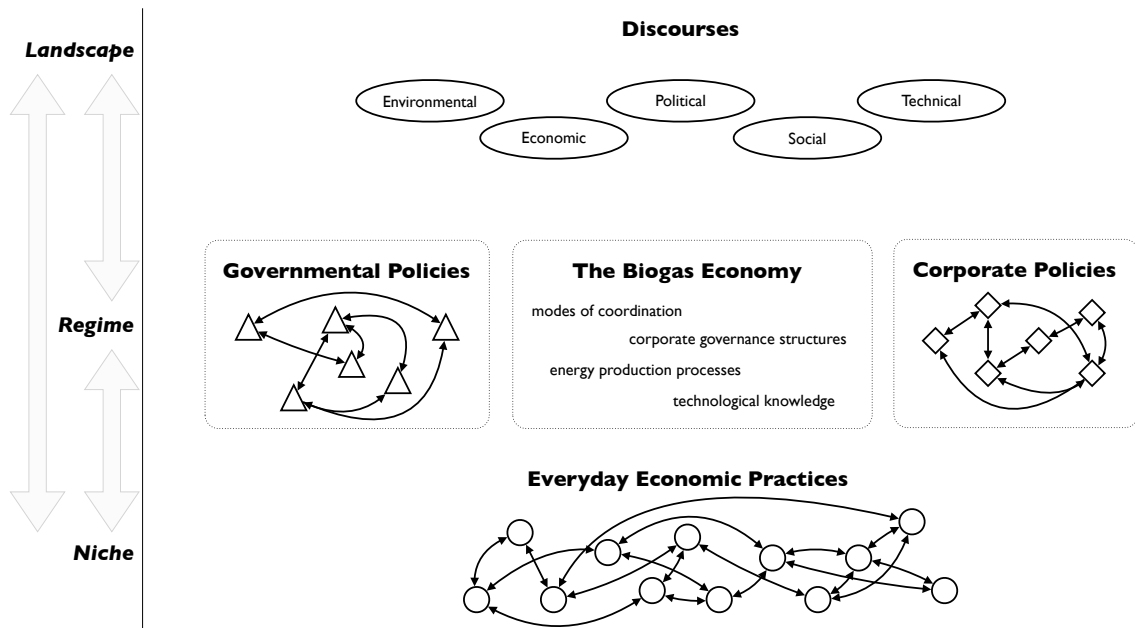 Discourses
Landscape
Environmental
Political
Technical
Economic
Social
Governmental Policies
The Biogas Economy
Corporate Policies
modes of coordination
Regime
corporate governance structures
energy production processes
technological knowledge
Everyday Economic Practices
Niche